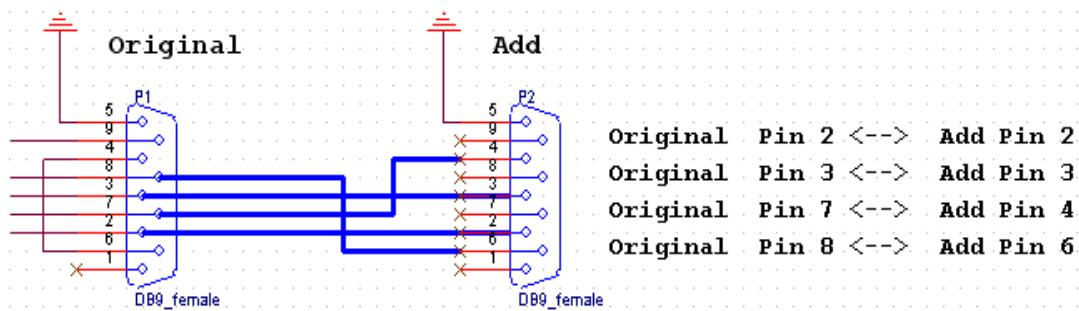 Original
Add
P1
5
9
4
8
3
7
2
6
1
DB9_female
P2
5
9
4
8
3
7
2
6
1
DB9_female
Original Pin 2 <--> Add Pin 2
Original Pin 3 <--> Add Pin 3
Original Pin 7 <--> Add Pin 4
Original Pin 8 <--> Add Pin 6